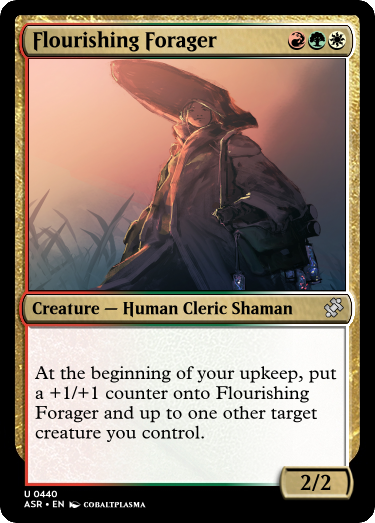 Flourishing Forager
Creature — Human Cleric Shaman
At the beginning of your upkeep, put
a +1/+1 counter onto Flourishing
Forager and up to one other target
creature you control.
2/2
U 0440
ASR • EN COBALTPLASMA